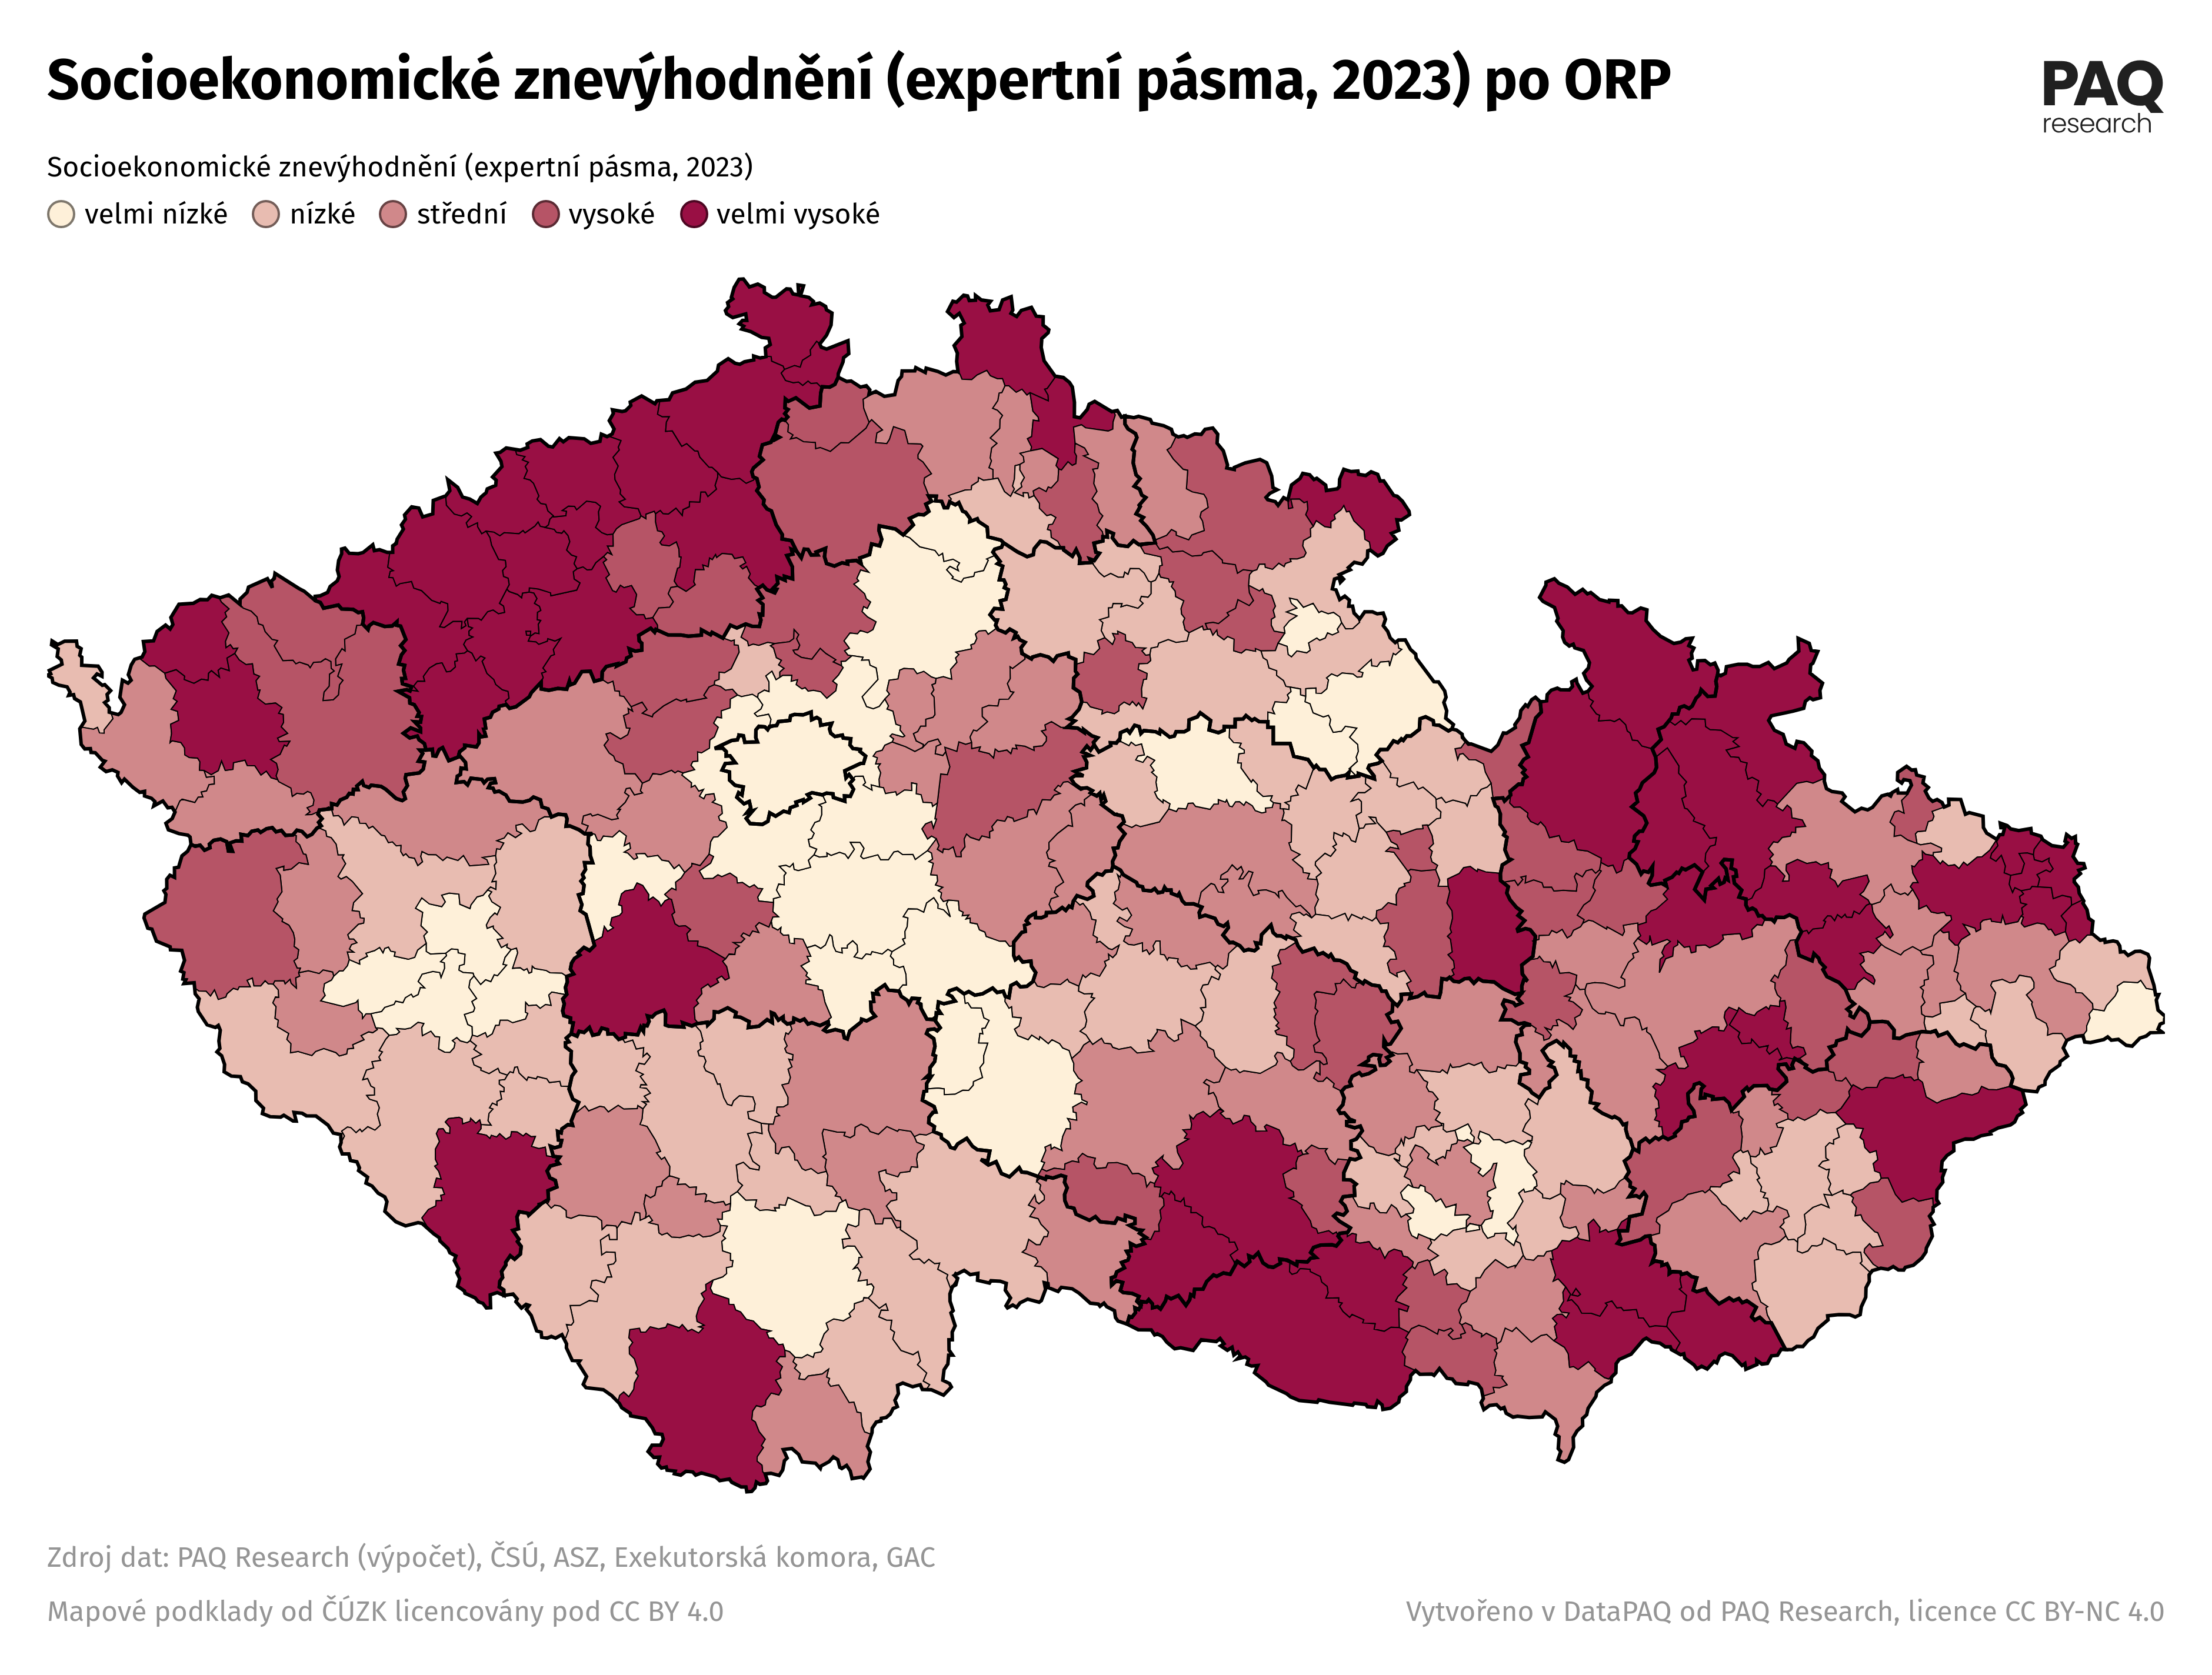 Socioekonomické znevýhodnění (expertní pásma, 2023) po ORP
PAQ
research
Socioekonomické znevýhodnění (expertní pásma, 2023)
velmi nízké nízké střední vysoké velmi vysoké
Zdroj dat: PAQ Research (výpočet), ČSÚ, ASZ, Exekutorská komora, GAC
Mapové podklady od ČÚZK licencovány pod CC BY 4.0
Vytvořeno v DataPAQ od PAQ Research, licence CC BY-NC 4.0